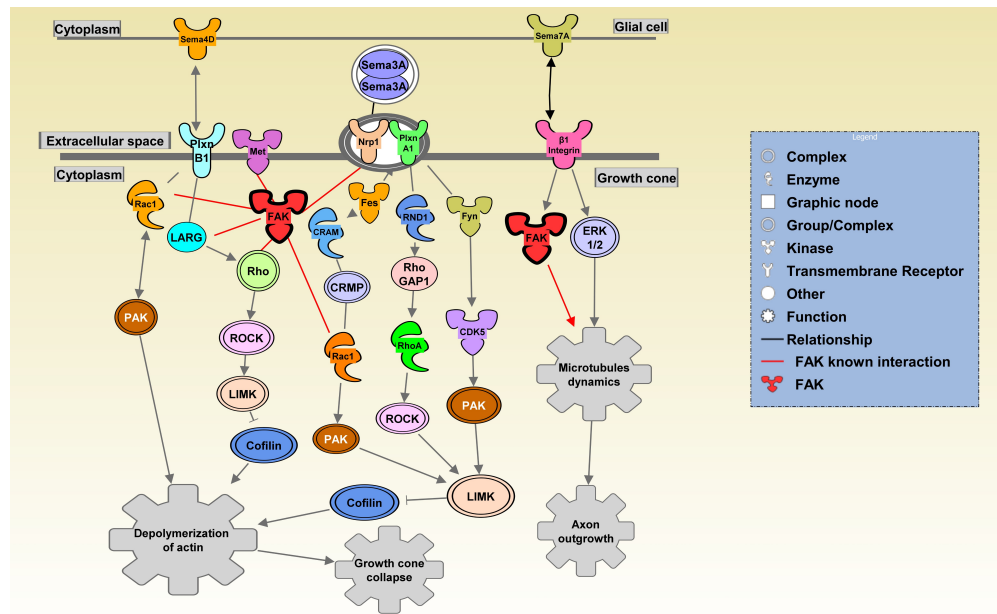 Cytoplasm
Sema4D
Sema7A
Glial cell
Sema3A
Sema3A
Extracellular space
Plxn
B1
Met
Nrp1
Plxn
A1
β1
Integrin
Cytoplasm
Growth cone
Rac1
FAK
Fes
CRAM
RND1
Fyn
FAK
ERK
1/2
LARG
Rho
CRMP
Rho
GAP1
PAK
ROCK
Rac1
RhoA
CDK5
LIMK
PAK
ROCK
PAK
Microtubules
dynamics
Cofilin
Cofilin
LIMK
Depolymerization
of actin
Growth cone
collapse
Axon
outgrowth
Legend
Complex
Enzyme
Graphic node
Group/Complex
Kinase
Transmembrane Receptor
Other
Function
Relationship
FAK known interaction
FAK